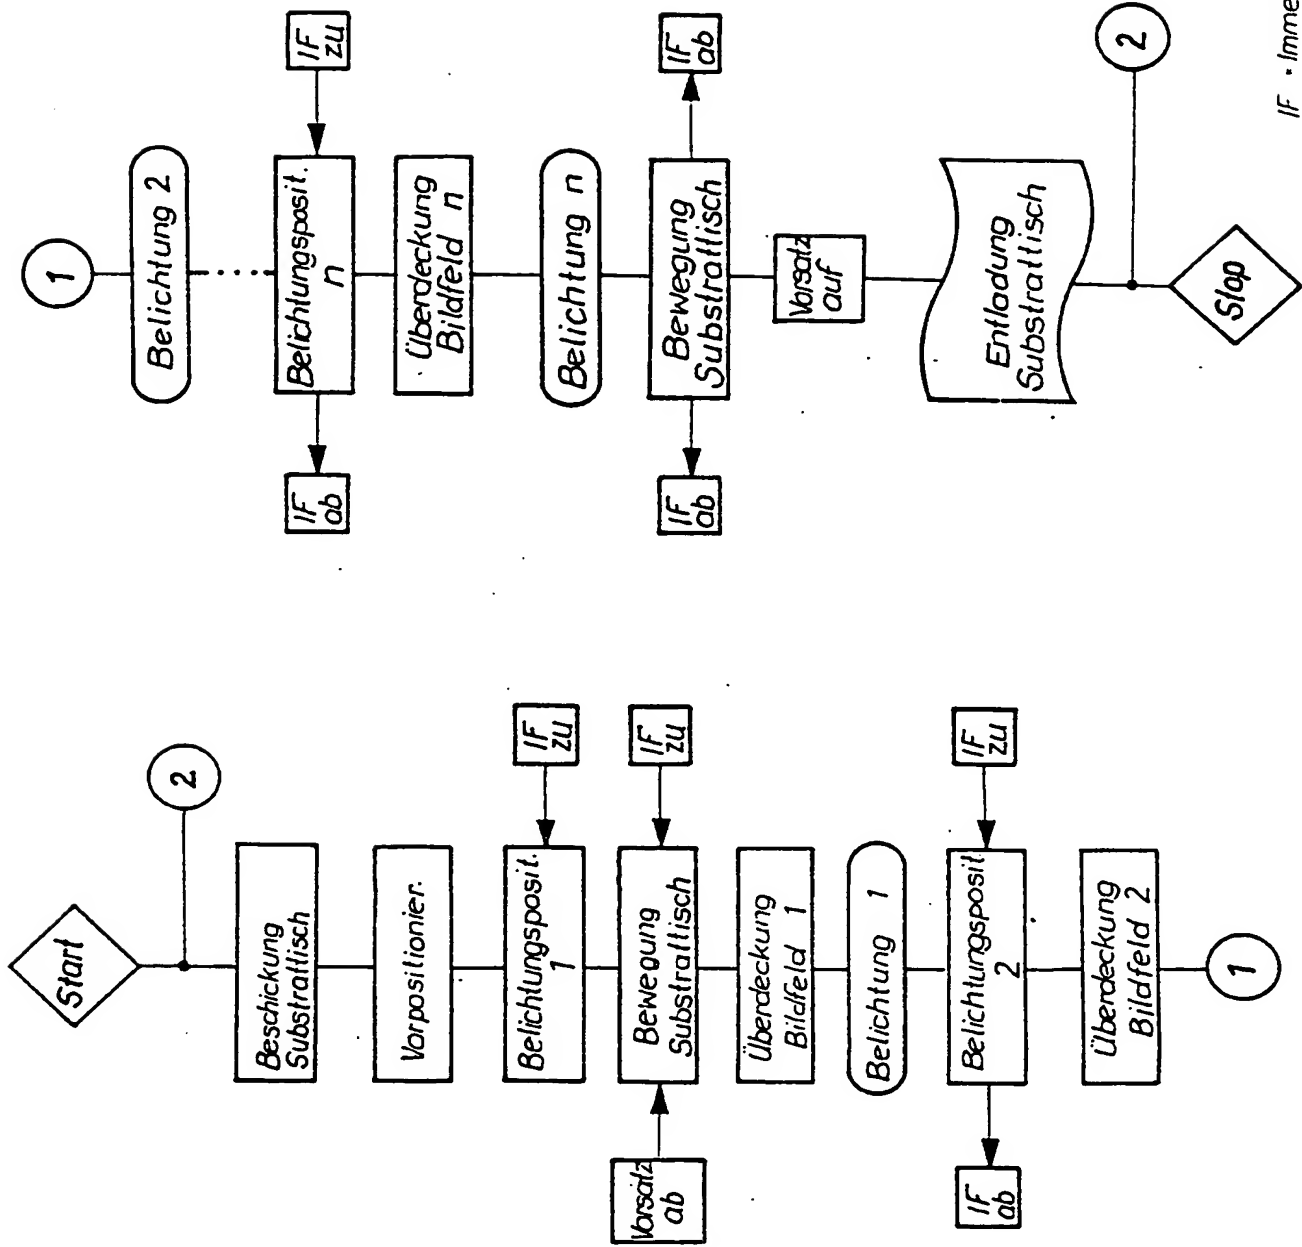 Start
2
Beschickung
Substrattisch
Vorpositionier.
Belichtungsposit.
1
IF
zu
Bewegung
Substrattisch
IF
zu
Vorsatz
ab
Überdeckung
Bildfeld 1
Belichtung 1
Belichtungsposit.
2
IF
zu
IF
ab
Überdeckung
Bildfeld 2
1
1
Belichtung 2
Belichtungsposit.
n
IF
zu
IF
ab
Überdeckung
Bildfeld n
Belichtung n
Bewegung
Substrattisch
IF
ab
IF
ab
Vorsatz
auf
Entladung
Substrattisch
2
Stop
IF • Imme